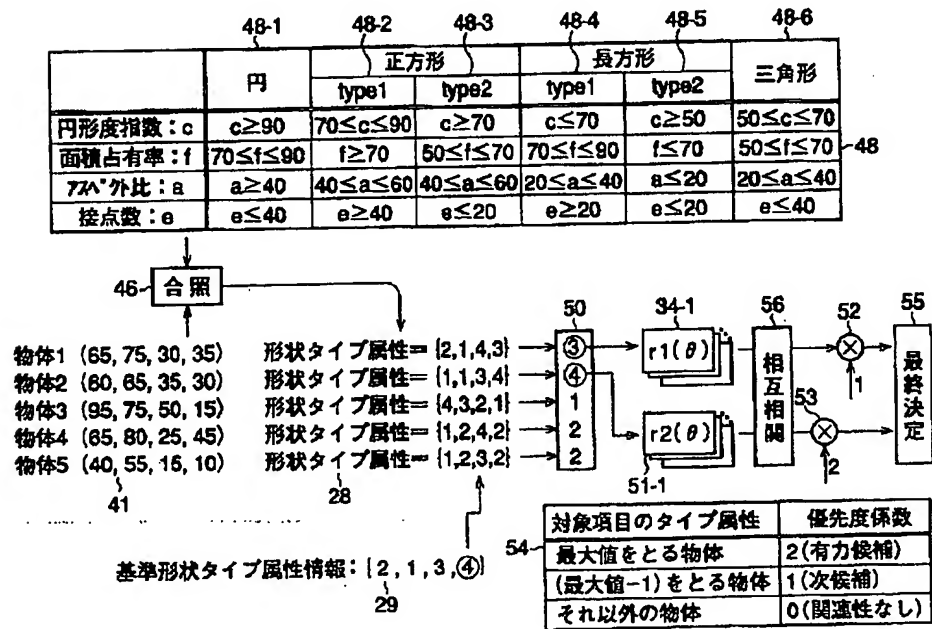 48-1 48-2 48-3 48-4 48-5 48-6
円 正方形 長方形 三角形
type1 type2 type1 type2
円形度指数：c c≥90 70≤c≤90 c≥70 c≤70 c≥50 50≤c≤70
面積占有率：f 70≤f≤90 f≥70 50≤f≤70 70≤f≤90 f≤70 50≤f≤70 48
アスペクト比：a a≥40 40≤a≤60 40≤a≤60 20≤a≤40 a≤20 20≤a≤40
接点数：e e≤40 e≥40 e≤20 e≥20 e≤20 e≤40
46 合照
50 34-1 56 52 55
物体1 (65, 75, 30, 35) 形状タイプ属性＝{2,1,4,3} ③ r1(θ) 相互相関 1 最終決定
物体2 (60, 65, 35, 30) 形状タイプ属性＝{1,1,3,4} ④
物体3 (95, 75, 50, 15) 形状タイプ属性＝{4,3,2,1} 1 53
物体4 (65, 80, 25, 45) 形状タイプ属性＝{1,2,4,2} 2 r2(θ)
物体5 (40, 55, 15, 10) 形状タイプ属性＝{1,2,3,2} 2 2
41 28 51-1
基準形状タイプ属性情報：{2,1,3,④}
29
54
対象項目のタイプ属性 優先度係数
最大値をとる物体 2(有力候補)
(最大値-1)をとる物体 1(次候補)
それ以外の物体 0(関連性なし)